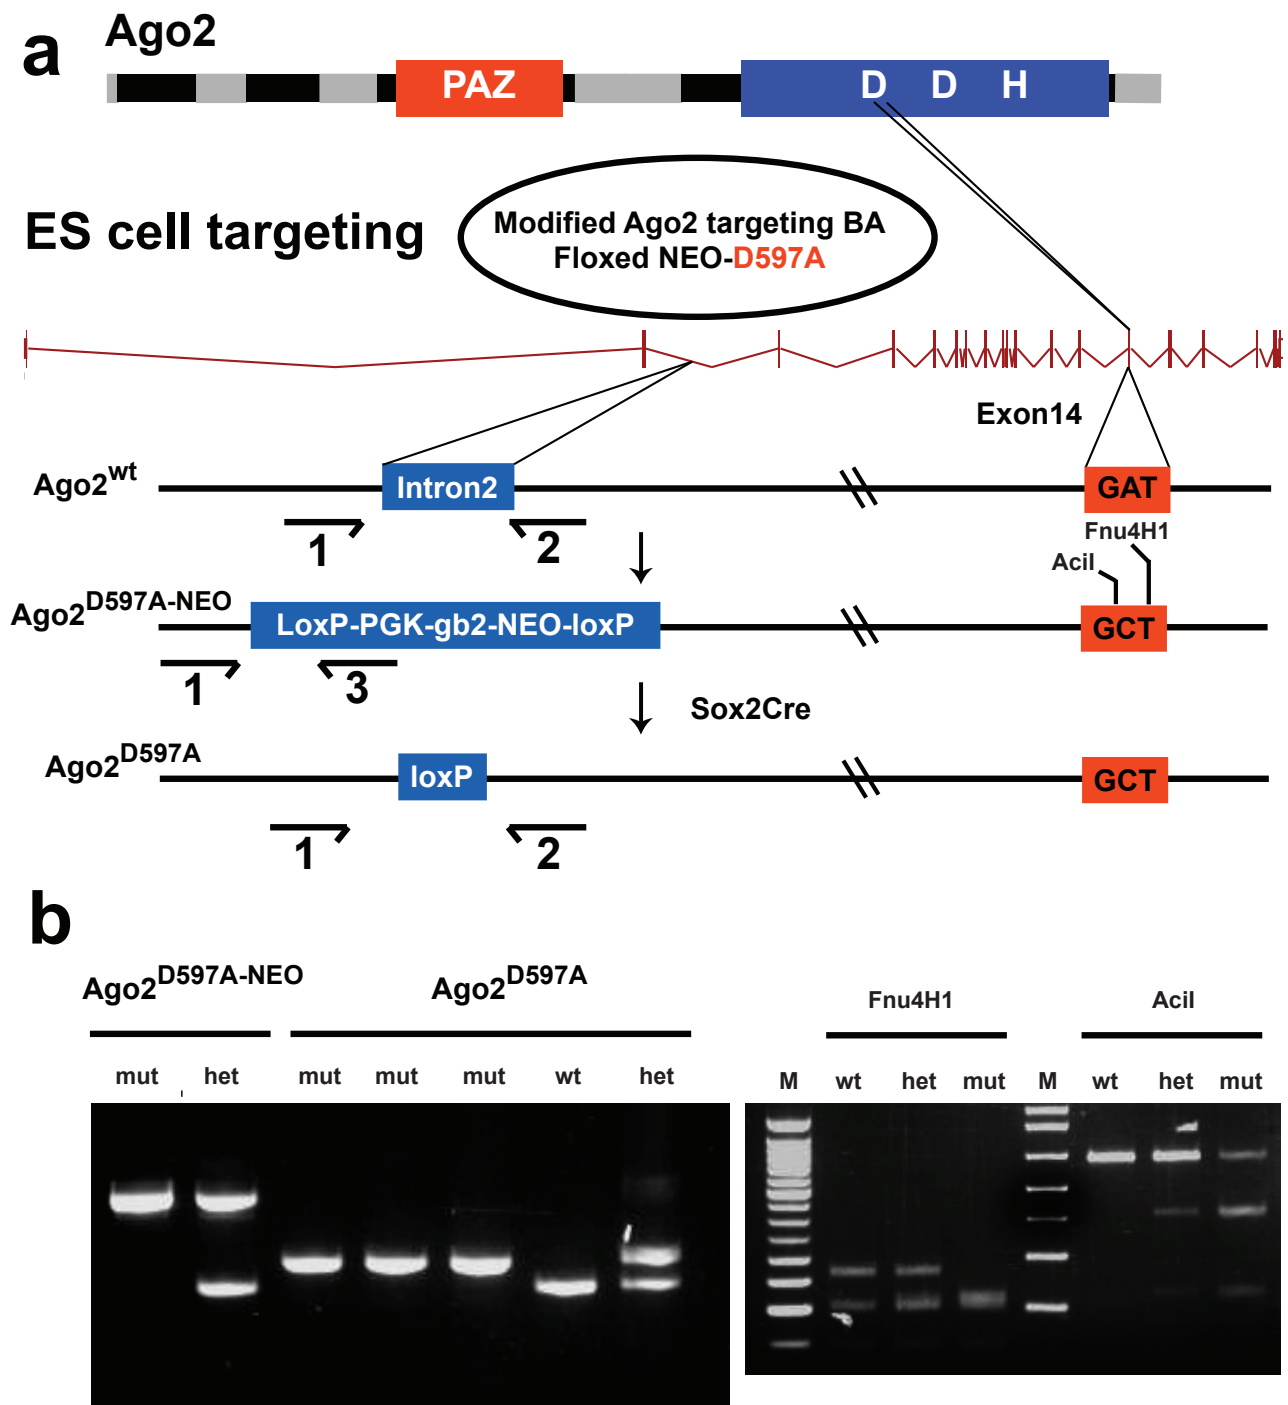 a
Ago2
PAZ
D D H
ES cell targeting
Modified Ago2 targeting BA
Floxed NEO-D597A
Exon14
Ago2wt
Intron2
GAT
1
2
Fnu4H1
AciI
Ago2D597A-NEO
LoxP-PGK-gb2-NEO-loxP
GCT
1
3
Sox2Cre
Ago2D597A
loxP
GCT
1
2
b
Ago2D597A-NEO
Ago2D597A
Fnu4H1
AciI
mut het mut mut mut wt het
M wt het mut M wt het mut